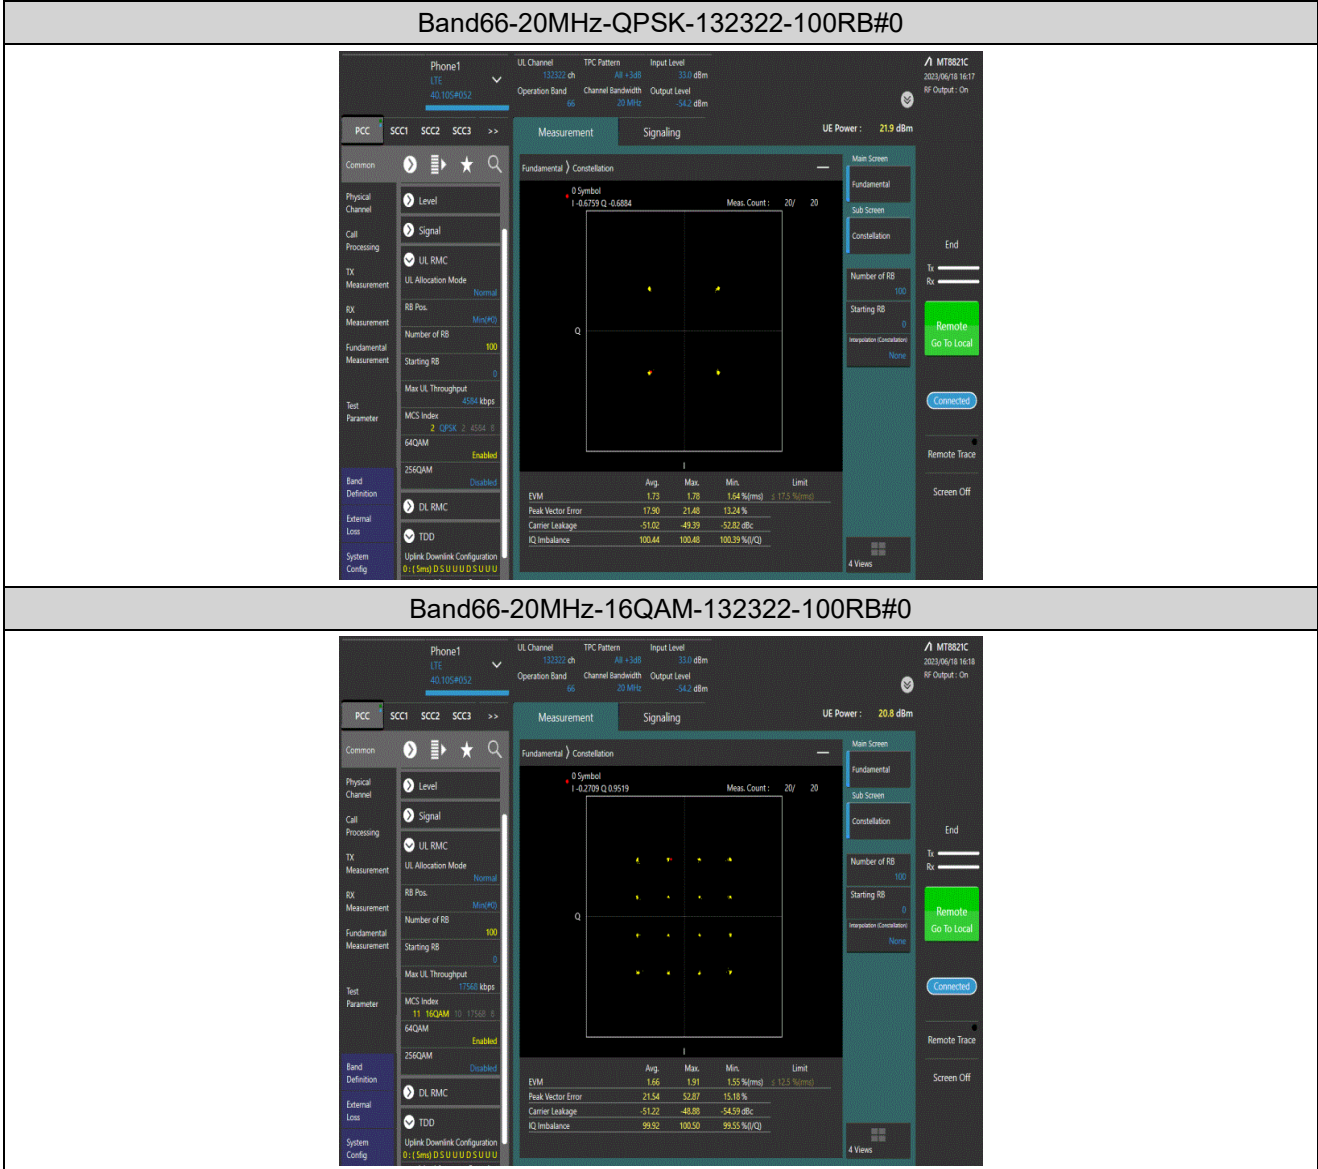 Band66-20MHz-QPSK-132322-100RB#0
Phone1
LTE
40.105#052
UL Channel TPC Pattern Input Level
132322 ch All +3dB 33.0 dBm
Operation Band Channel Bandwidth Output Level
66 20 MHz -54.2 dBm
MT8821C
2023/06/18 16:17
RF Output : On
PCC SCC1 SCC2 SCC3 >>
Measurement Signaling
UE Power : 21.9 dBm
Common
Physical
Channel
Call
Processing
TX
Measurement
RX
Measurement
Fundamental
Measurement
Test
Parameter
Band
Definition
External
Loss
System
Config
Level
Signal
UL RMC
UL Allocation Mode
Normal
RB Pos.
Min(#0)
Number of RB
100
Starting RB
0
Max UL Throughput
4584 kbps
MCS Index
2 QPSK 2 4584 8
64QAM
Enabled
256QAM
Disabled
DL RMC
TDD
Uplink Downlink Configuration
0 : ( 5ms) D S U U U D S U U U
Fundamental > Constellation
0 Symbol
I -0.6759 Q -0.6884 Meas. Count : 20/ 20
Q
I
Avg. Max. Min. Limit
EVM 1.73 1.78 1.64 %(rms) ≤ 17.5 %(rms)
Peak Vector Error 17.90 21.48 13.24 %
Carrier Leakage -51.02 -49.39 -52.82 dBc
IQ Imbalance 100.44 100.48 100.39 %(I/Q)
Main Screen
Fundamental
Sub Screen
Constellation
Number of RB
100
Starting RB
0
Interpolation (Constellation)
None
4 Views
End
Tx
Rx
Remote
Go To Local
Connected
Remote Trace
Screen Off
Band66-20MHz-16QAM-132322-100RB#0
Phone1
LTE
40.105#052
UL Channel TPC Pattern Input Level
132322 ch All +3dB 33.0 dBm
Operation Band Channel Bandwidth Output Level
66 20 MHz -54.2 dBm
MT8821C
2023/06/18 16:18
RF Output : On
PCC SCC1 SCC2 SCC3 >>
Measurement Signaling
UE Power : 20.8 dBm
Common
Physical
Channel
Call
Processing
TX
Measurement
RX
Measurement
Fundamental
Measurement
Test
Parameter
Band
Definition
External
Loss
System
Config
Level
Signal
UL RMC
UL Allocation Mode
Normal
RB Pos.
Min(#0)
Number of RB
100
Starting RB
0
Max UL Throughput
17568 kbps
MCS Index
11 16QAM 10 17568 8
64QAM
Enabled
256QAM
Disabled
DL RMC
TDD
Uplink Downlink Configuration
0 : ( 5ms) D S U U U D S U U U
Fundamental > Constellation
0 Symbol
I -0.2709 Q 0.9519 Meas. Count : 20/ 20
Q
I
Avg. Max. Min. Limit
EVM 1.66 1.91 1.55 %(rms) ≤ 12.5 %(rms)
Peak Vector Error 21.54 52.87 15.18 %
Carrier Leakage -51.22 -48.88 -54.59 dBc
IQ Imbalance 99.92 100.50 99.55 %(I/Q)
Main Screen
Fundamental
Sub Screen
Constellation
Number of RB
100
Starting RB
0
Interpolation (Constellation)
None
4 Views
End
Tx
Rx
Remote
Go To Local
Connected
Remote Trace
Screen Off